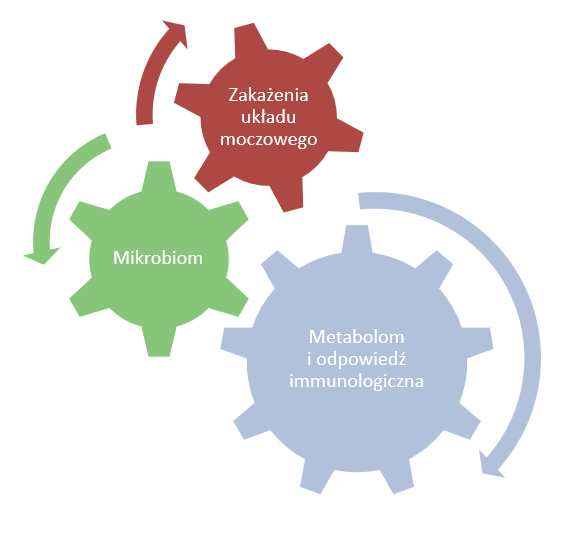 Zakażenia
układu
moczowego
Mikrobiom
Metabolom
i odpowiedź
immunologiczna